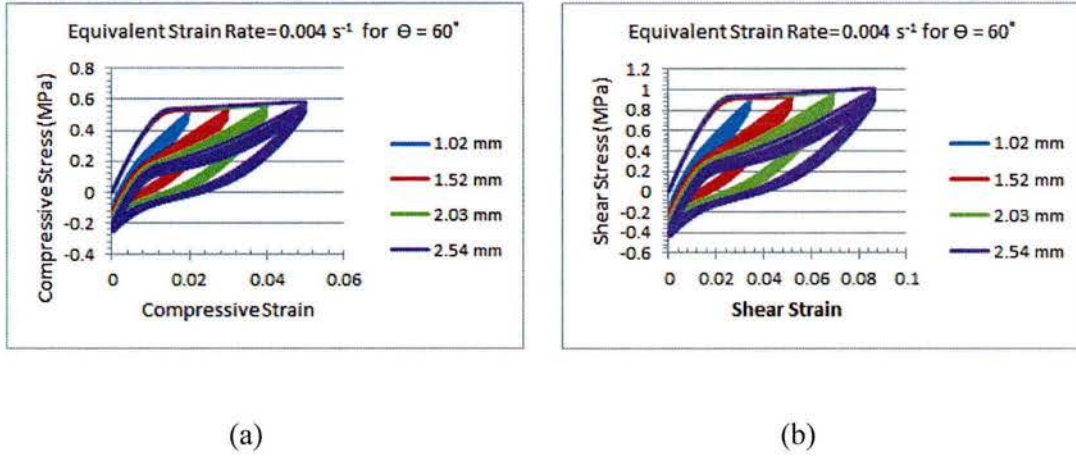 Equivalent Strain Rate=0.004 s⁻¹ for Θ = 60°
Compressive Stress (MPa)
0.8
0.6
0.4
0.2
0
-0.2
-0.4
0
0.02
0.04
0.06
Compressive Strain
1.02 mm
1.52 mm
2.03 mm
2.54 mm
(a)
Equivalent Strain Rate=0.004 s⁻¹ for Θ = 60°
Shear Stress (MPa)
1.2
1
0.8
0.6
0.4
0.2
0
-0.2
-0.4
-0.6
0
0.02
0.04
0.06
0.08
0.1
Shear Strain
1.02 mm
1.52 mm
2.03 mm
2.54 mm
(b)